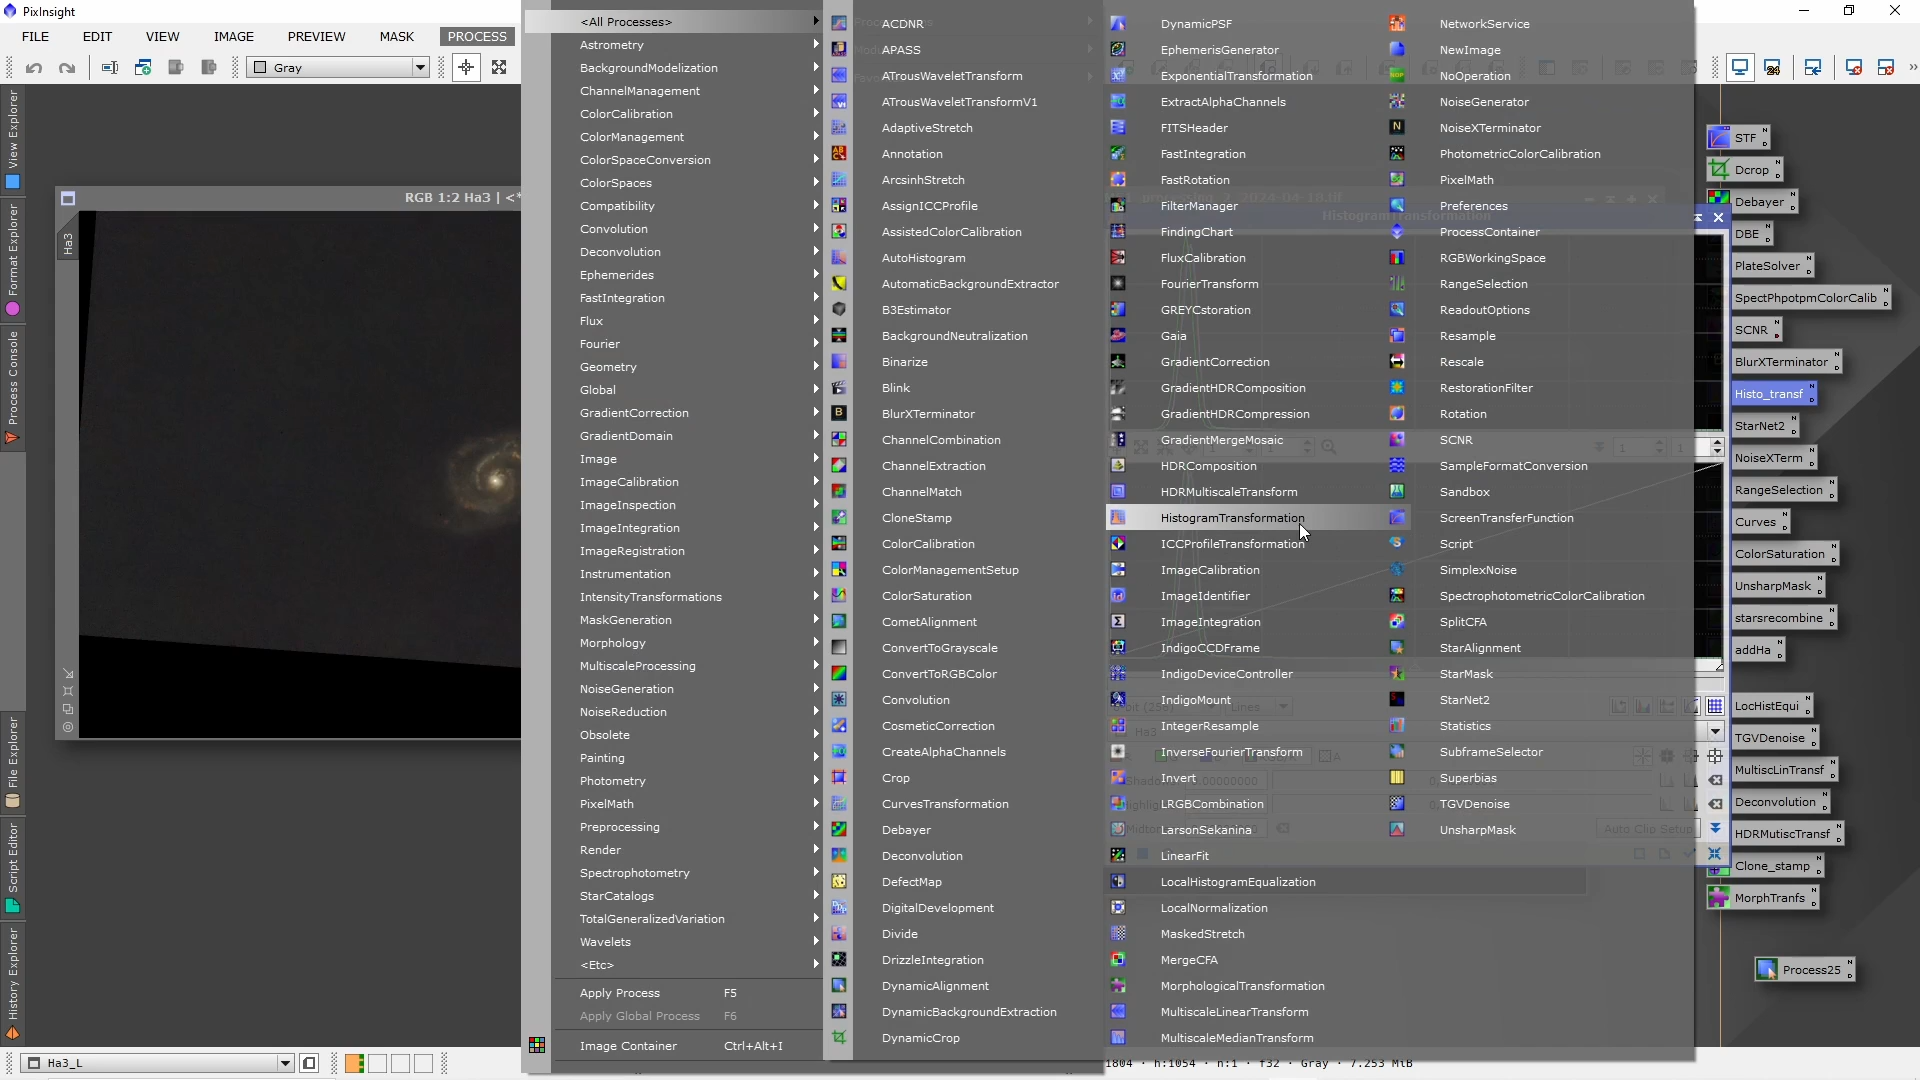 PixInsight
FILE EDIT VIEW IMAGE PREVIEW MASK PROCESS
Gray
View Explorer
Format Explorer
Process Console
File Explorer
Script Editor
History Explorer
RGB 1:2 Ha3 | <*
Ha3
<All Processes>
Astrometry
BackgroundModelization
ChannelManagement
ColorCalibration
ColorManagement
ColorSpaceConversion
ColorSpaces
Compatibility
Convolution
Deconvolution
Ephemerides
FastIntegration
Flux
Fourier
Geometry
Global
GradientCorrection
GradientDomain
Image
ImageCalibration
ImageInspection
ImageIntegration
ImageRegistration
Instrumentation
IntensityTransformations
MaskGeneration
Morphology
MultiscaleProcessing
NoiseGeneration
NoiseReduction
Obsolete
Painting
Photometry
PixelMath
Preprocessing
Render
Spectrophotometry
StarCatalogs
TotalGeneralizedVariation
Wavelets
<Etc>
Apply Process F5
Apply Global Process F6
Image Container Ctrl+Alt+I
ACDNR
APASS
ATrousWaveletTransform
ATrousWaveletTransformV1
AdaptiveStretch
Annotation
ArcsinhStretch
AssignICCProfile
AssistedColorCalibration
AutoHistogram
AutomaticBackgroundExtractor
B3Estimator
BackgroundNeutralization
Binarize
Blink
BlurXTerminator
ChannelCombination
ChannelExtraction
ChannelMatch
CloneStamp
ColorCalibration
ColorManagementSetup
ColorSaturation
CometAlignment
ConvertToGrayscale
ConvertToRGBColor
Convolution
CosmeticCorrection
CreateAlphaChannels
Crop
CurvesTransformation
Debayer
Deconvolution
DefectMap
DigitalDevelopment
Divide
DrizzleIntegration
DynamicAlignment
DynamicBackgroundExtraction
DynamicCrop
DynamicPSF
EphemerisGenerator
ExponentialTransformation
ExtractAlphaChannels
FITSHeader
FastIntegration
FastRotation
FilterManager
FindingChart
FluxCalibration
FourierTransform
GREYCstoration
Gaia
GradientCorrection
GradientHDRComposition
GradientHDRCompression
GradientMergeMosaic
HDRComposition
HDRMultiscaleTransform
HistogramTransformation
ICCProfileTransformation
ImageCalibration
ImageIdentifier
ImageIntegration
IndigoCCDFrame
IndigoDeviceController
IndigoMount
IntegerResample
InverseFourierTransform
Invert
LRGBCombination
LarsonSekanina
LinearFit
LocalHistogramEqualization
LocalNormalization
MaskedStretch
MergeCFA
MorphologicalTransformation
MultiscaleLinearTransform
MultiscaleMedianTransform
NetworkService
NewImage
NoOperation
NoiseGenerator
NoiseXTerminator
PhotometricColorCalibration
PixelMath
Preferences
ProcessContainer
RGBWorkingSpace
RangeSelection
ReadoutOptions
Resample
Rescale
RestorationFilter
Rotation
SCNR
SampleFormatConversion
Sandbox
ScreenTransferFunction
Script
SimplexNoise
SpectrophotometricColorCalibration
SplitCFA
StarAlignment
StarMask
StarNet2
Statistics
SubframeSelector
Superbias
TGVDenoise
UnsharpMask
HistogramTransformation
Auto Clip Setup
STF
Dcrop
Debayer
DBE
PlateSolver
SpectPhpotpmColorCalib
SCNR
BlurXTerminator
Histo_transf
StarNet2
NoiseXTerm
RangeSelection
Curves
ColorSaturation
UnsharpMask
starsrecombine
addHa
LocHistEqui
TGVDenoise
MultiscLinTransf
Deconvolution
HDRMutiscTransf
Clone_stamp
MorphTranfs
Process25
Ha3_L
1804 · h:1054 · n:1 · f32 · Gray · 7.253 MiB